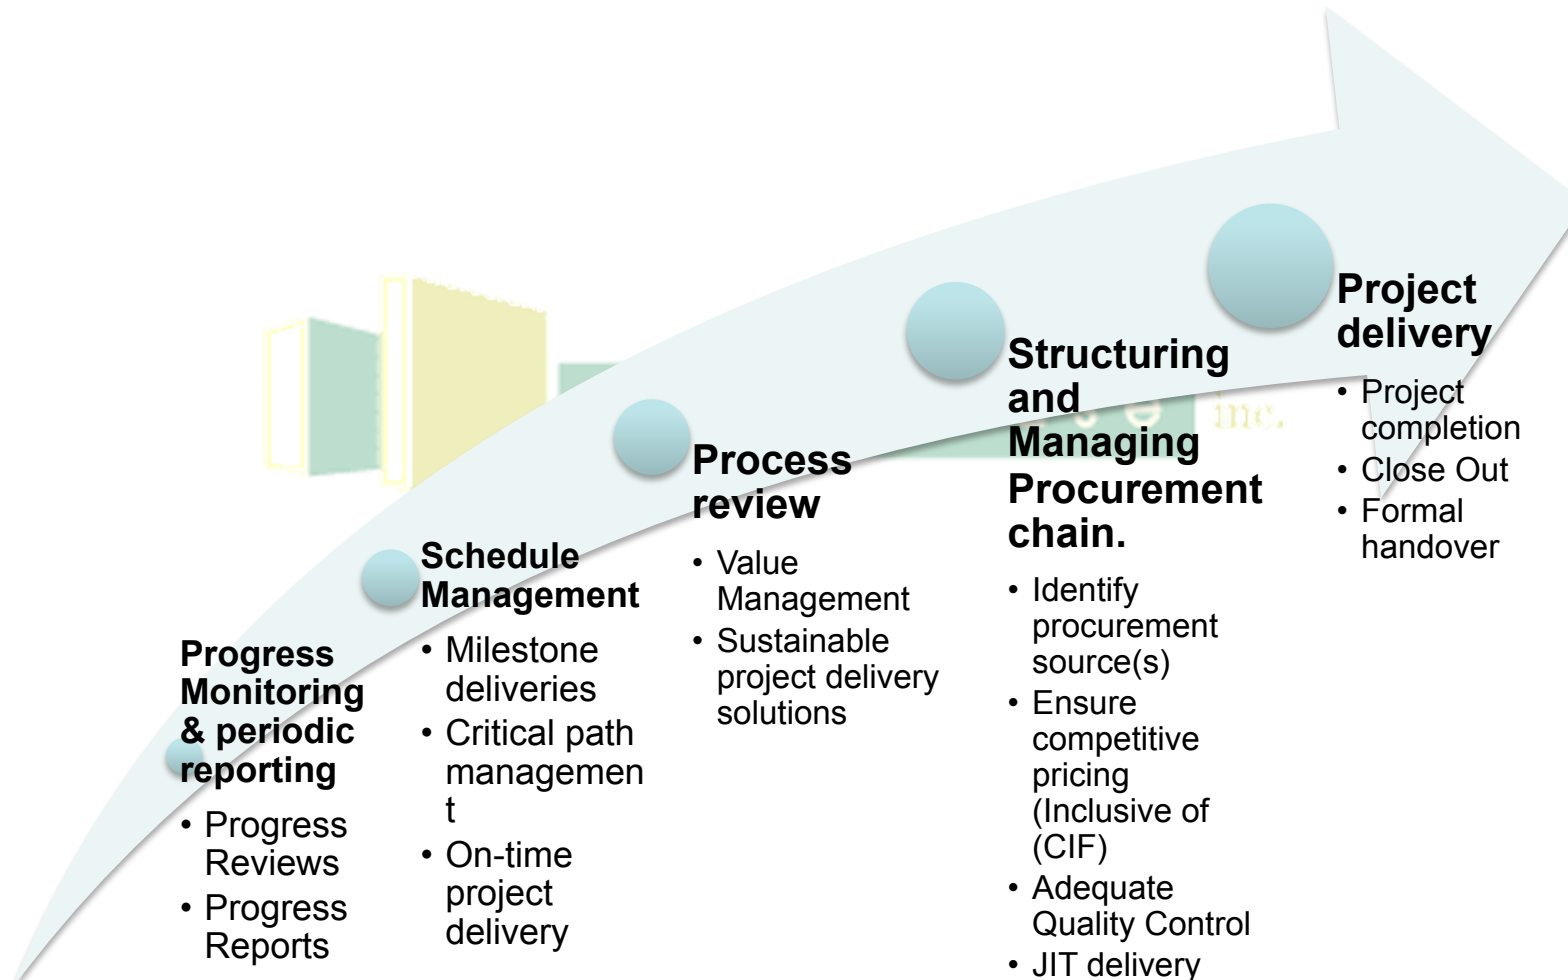 Progress
Monitoring
& periodic
reporting
• Progress
Reviews
• Progress
Reports
Schedule
Management
• Milestone
deliveries
• Critical path
managemen
t
• On-time
project
delivery
Process
review
• Value
Management
• Sustainable
project delivery
solutions
Structuring
and
Managing
Procurement
chain.
• Identify
procurement
source(s)
• Ensure
competitive
pricing
(Inclusive of
(CIF)
• Adequate
Quality Control
• JIT delivery
Project
delivery
• Project
completion
• Close Out
• Formal
handover
inc.